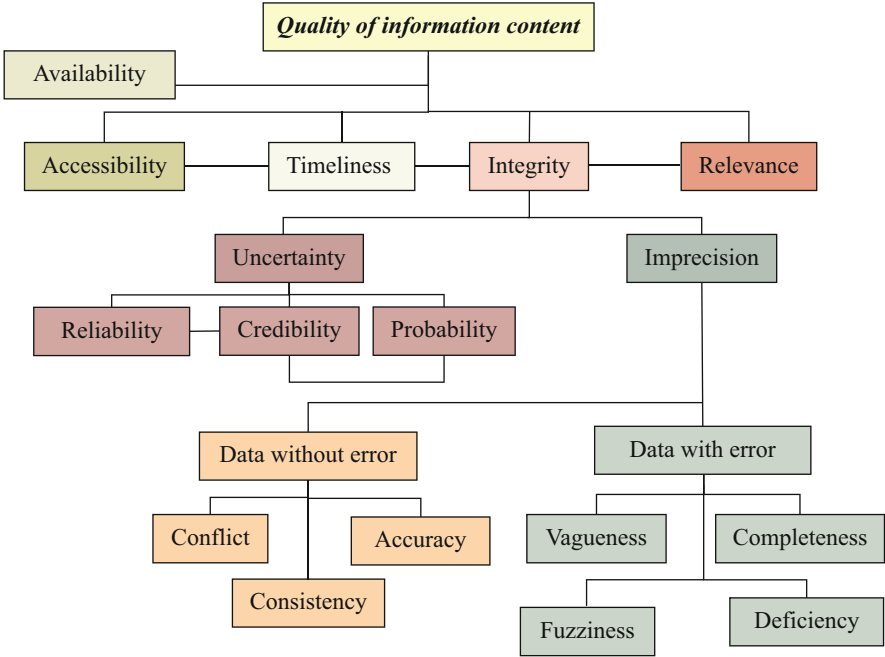 Quality of information content
Availability
Accessibility
Timeliness
Integrity
Relevance
Uncertainty
Imprecision
Reliability
Credibility
Probability
Data without error
Data with error
Conflict
Accuracy
Vagueness
Completeness
Consistency
Fuzziness
Deficiency